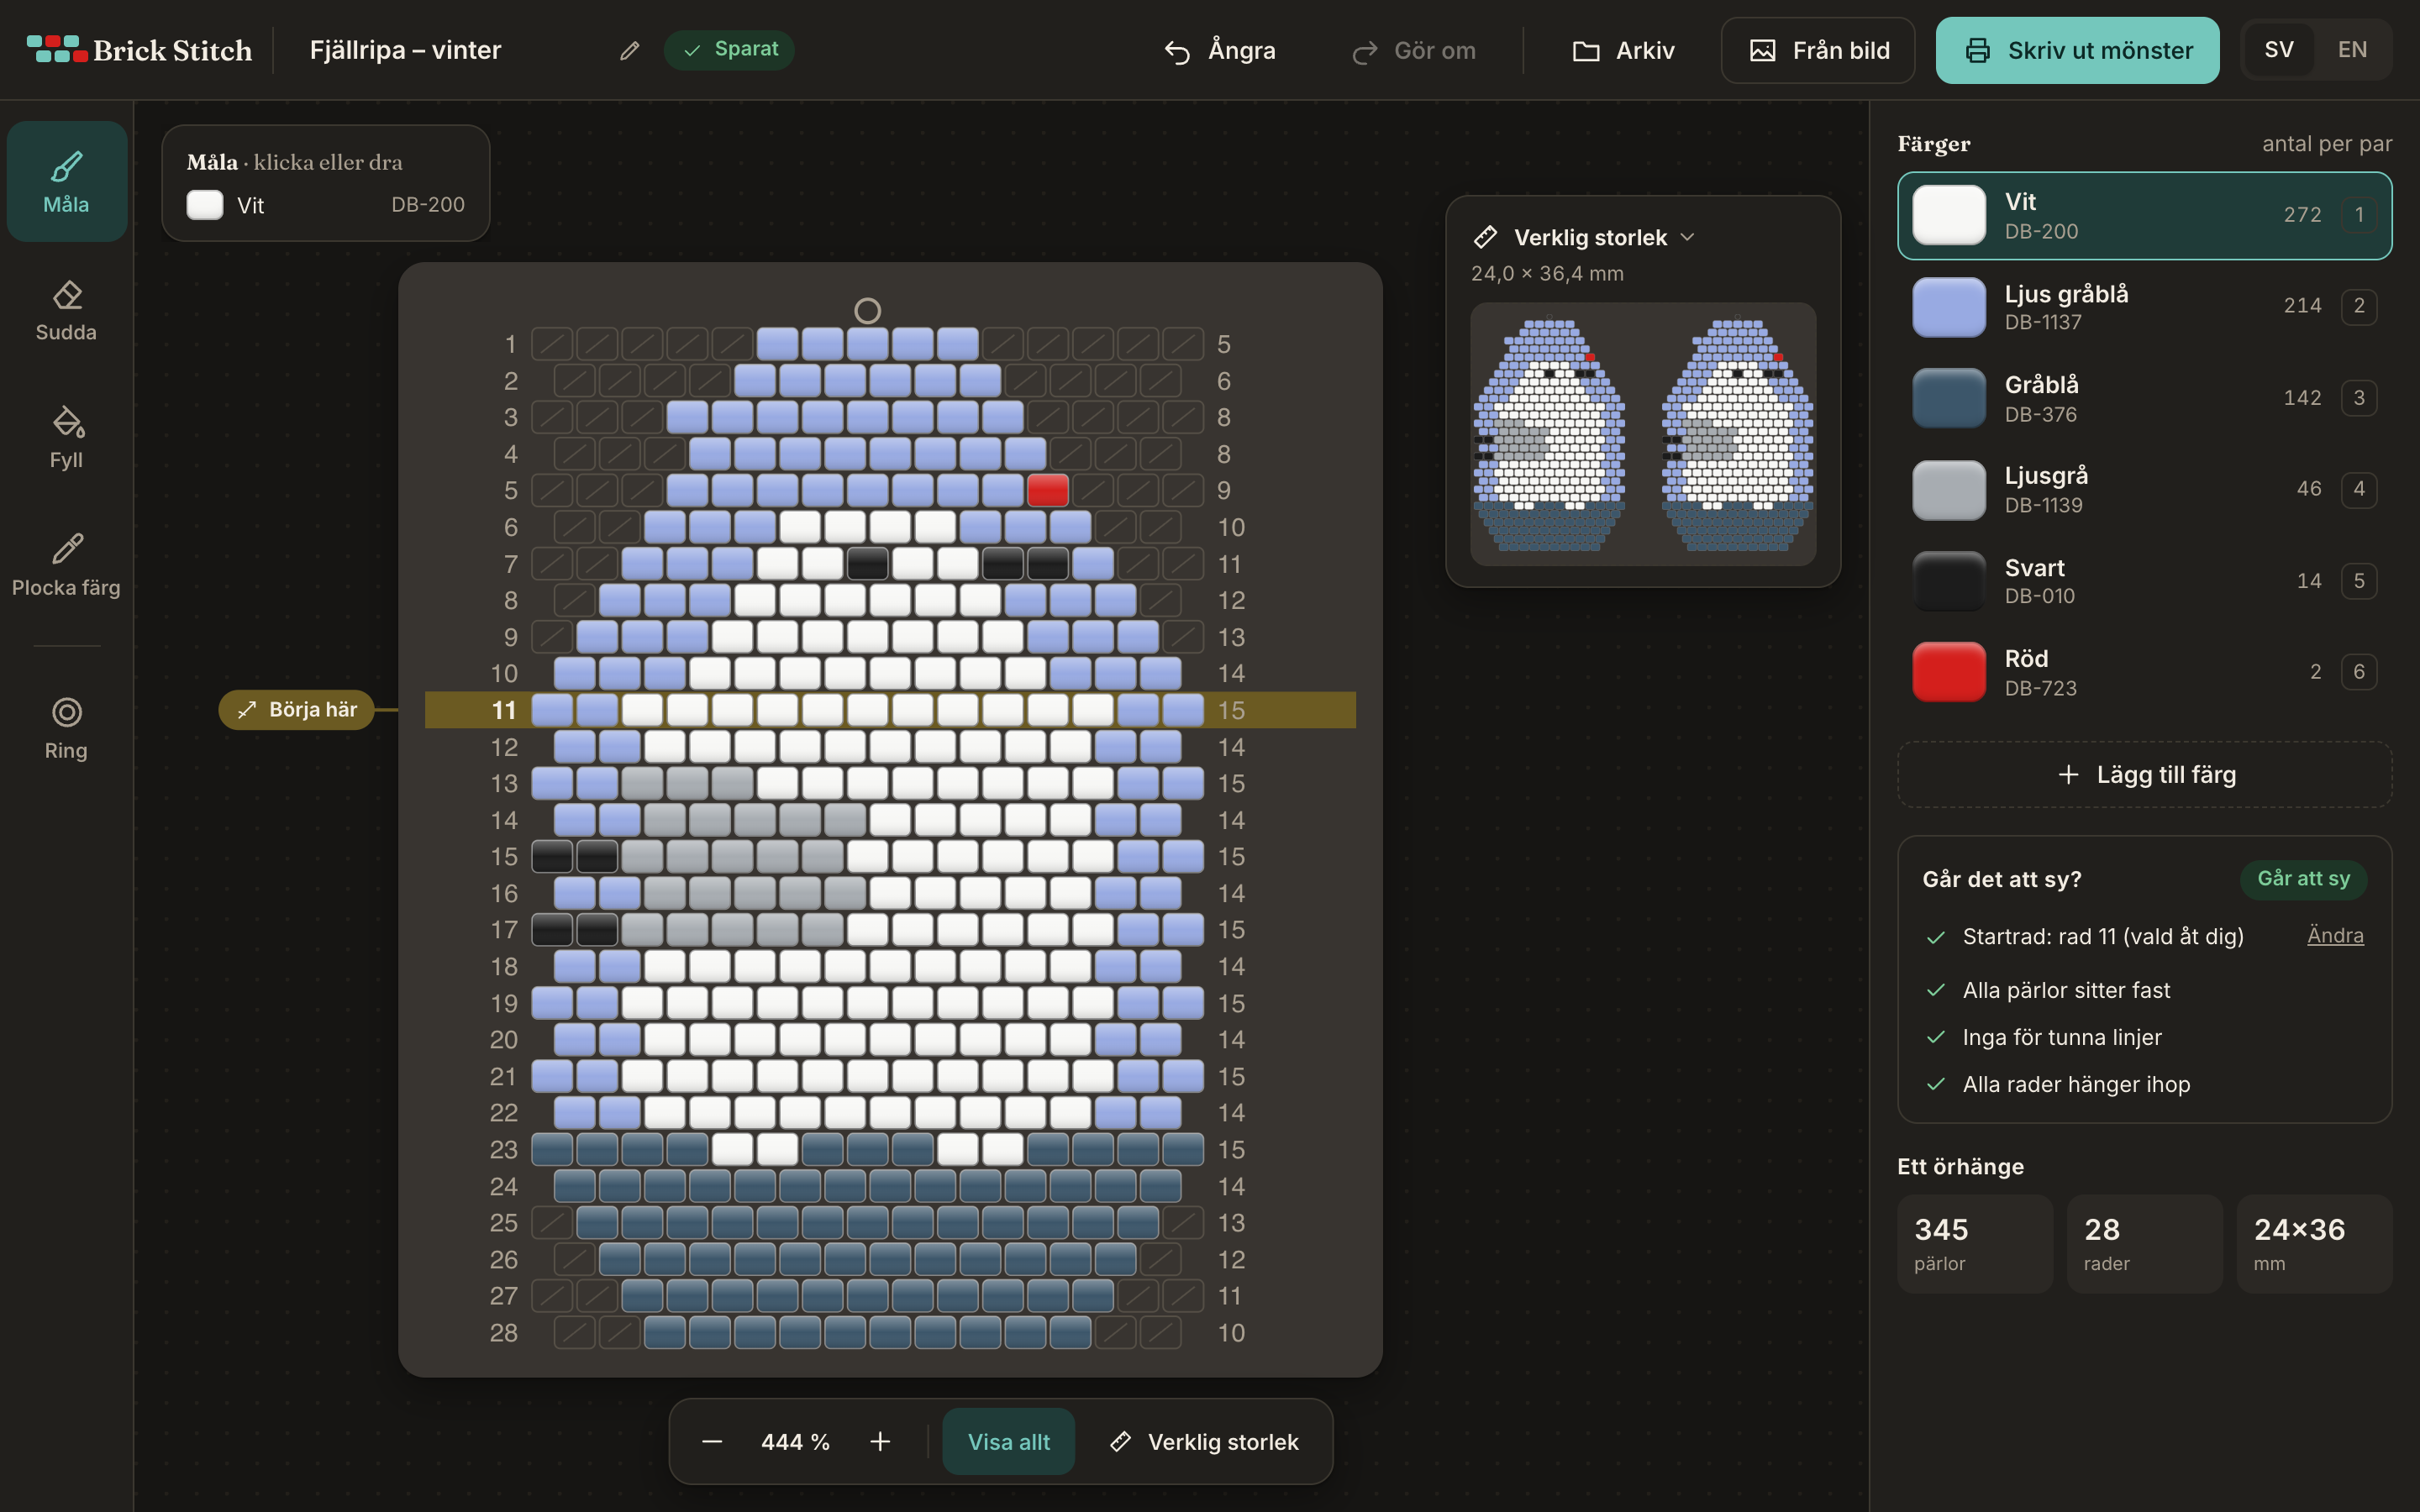 Brick Stitch
Fjällripa – vinter
Sparat
Ångra
Gör om
Arkiv
Från bild
Skriv ut mönster
SV
EN
Måla
Sudda
Fyll
Plocka färg
Ring
Måla · klicka eller dra
Vit DB-200
Börja här
1 5
2 6
3 8
4 8
5 9
6 10
7 11
8 12
9 13
10 14
11 15
12 14
13 15
14 14
15 15
16 14
17 15
18 14
19 15
20 14
21 15
22 14
23 15
24 14
25 13
26 12
27 11
28 10
Verklig storlek
24,0 × 36,4 mm
444 %
Visa allt
Verklig storlek
Färger antal per par
Vit
DB-200
272 1
Ljus gråblå
DB-1137
214 2
Gråblå
DB-376
142 3
Ljusgrå
DB-1139
46 4
Svart
DB-010
14 5
Röd
DB-723
2 6
Lägg till färg
Går det att sy? Går att sy
Startrad: rad 11 (vald åt dig) Ändra
Alla pärlor sitter fast
Inga för tunna linjer
Alla rader hänger ihop
Ett örhänge
345
pärlor
28
rader
24×36
mm